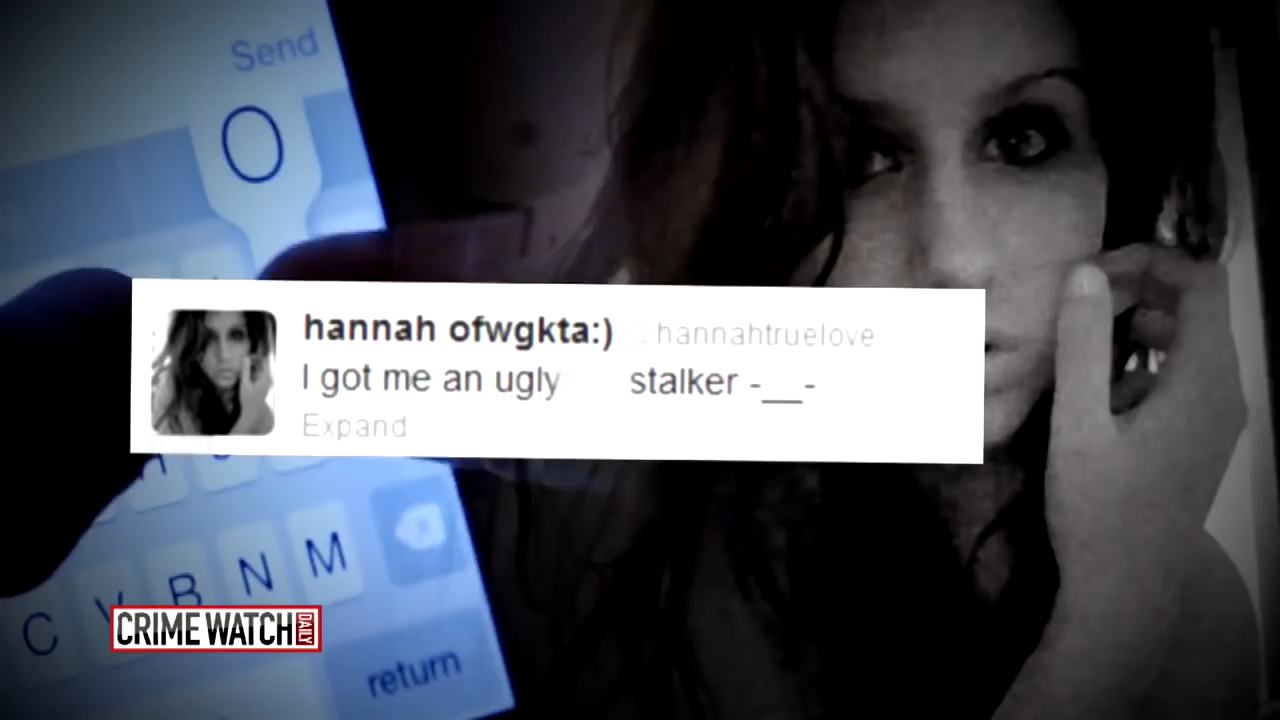 Send
O
hannah ofwgkta:) hannahtruelove
I got me an ugly stalker -__-
Expand
C V B N M
CRIME WATCH DAILY
return